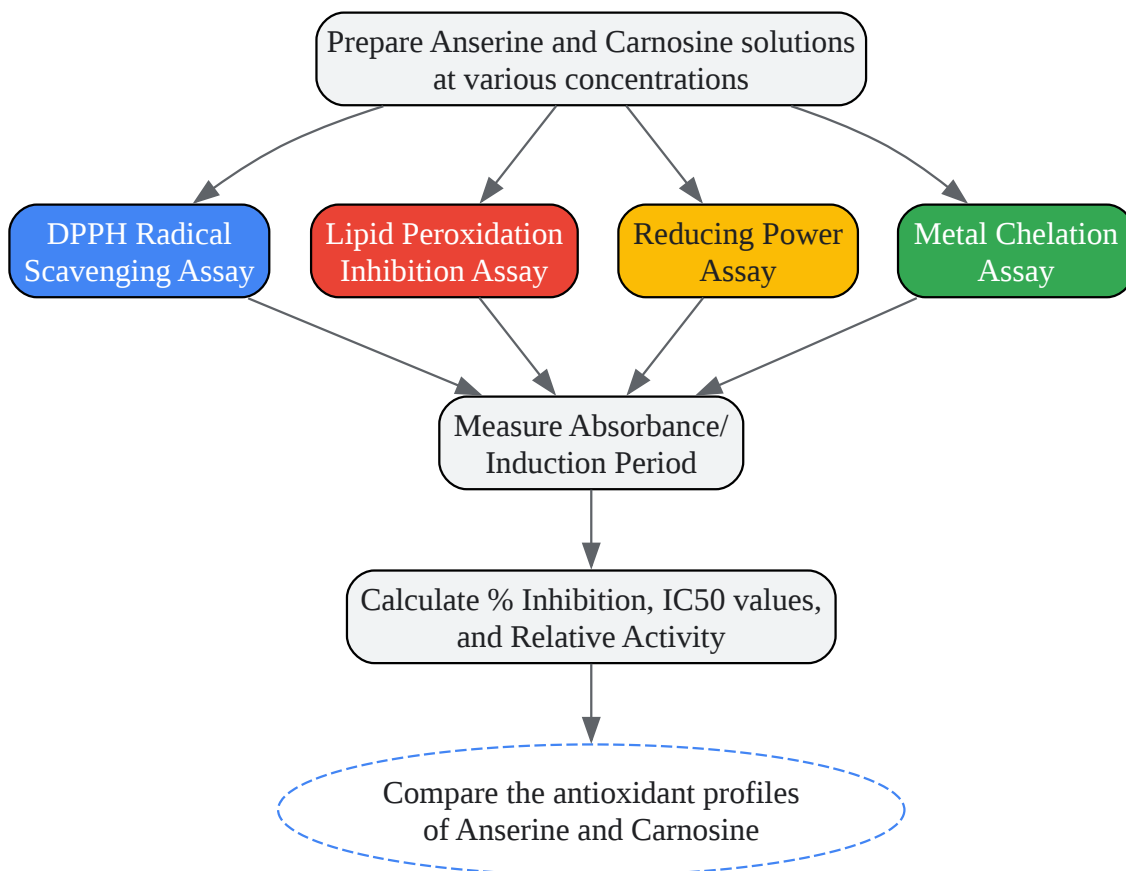 Prepare Anserine and Carnosine solutions
at various concentrations
DPPH Radical
Scavenging Assay
Lipid Peroxidation
Inhibition Assay
Reducing Power
Assay
Metal Chelation
Assay
Measure Absorbance/
Induction Period
Calculate % Inhibition, IC50 values,
and Relative Activity
Compare the antioxidant profiles
of Anserine and Carnosine